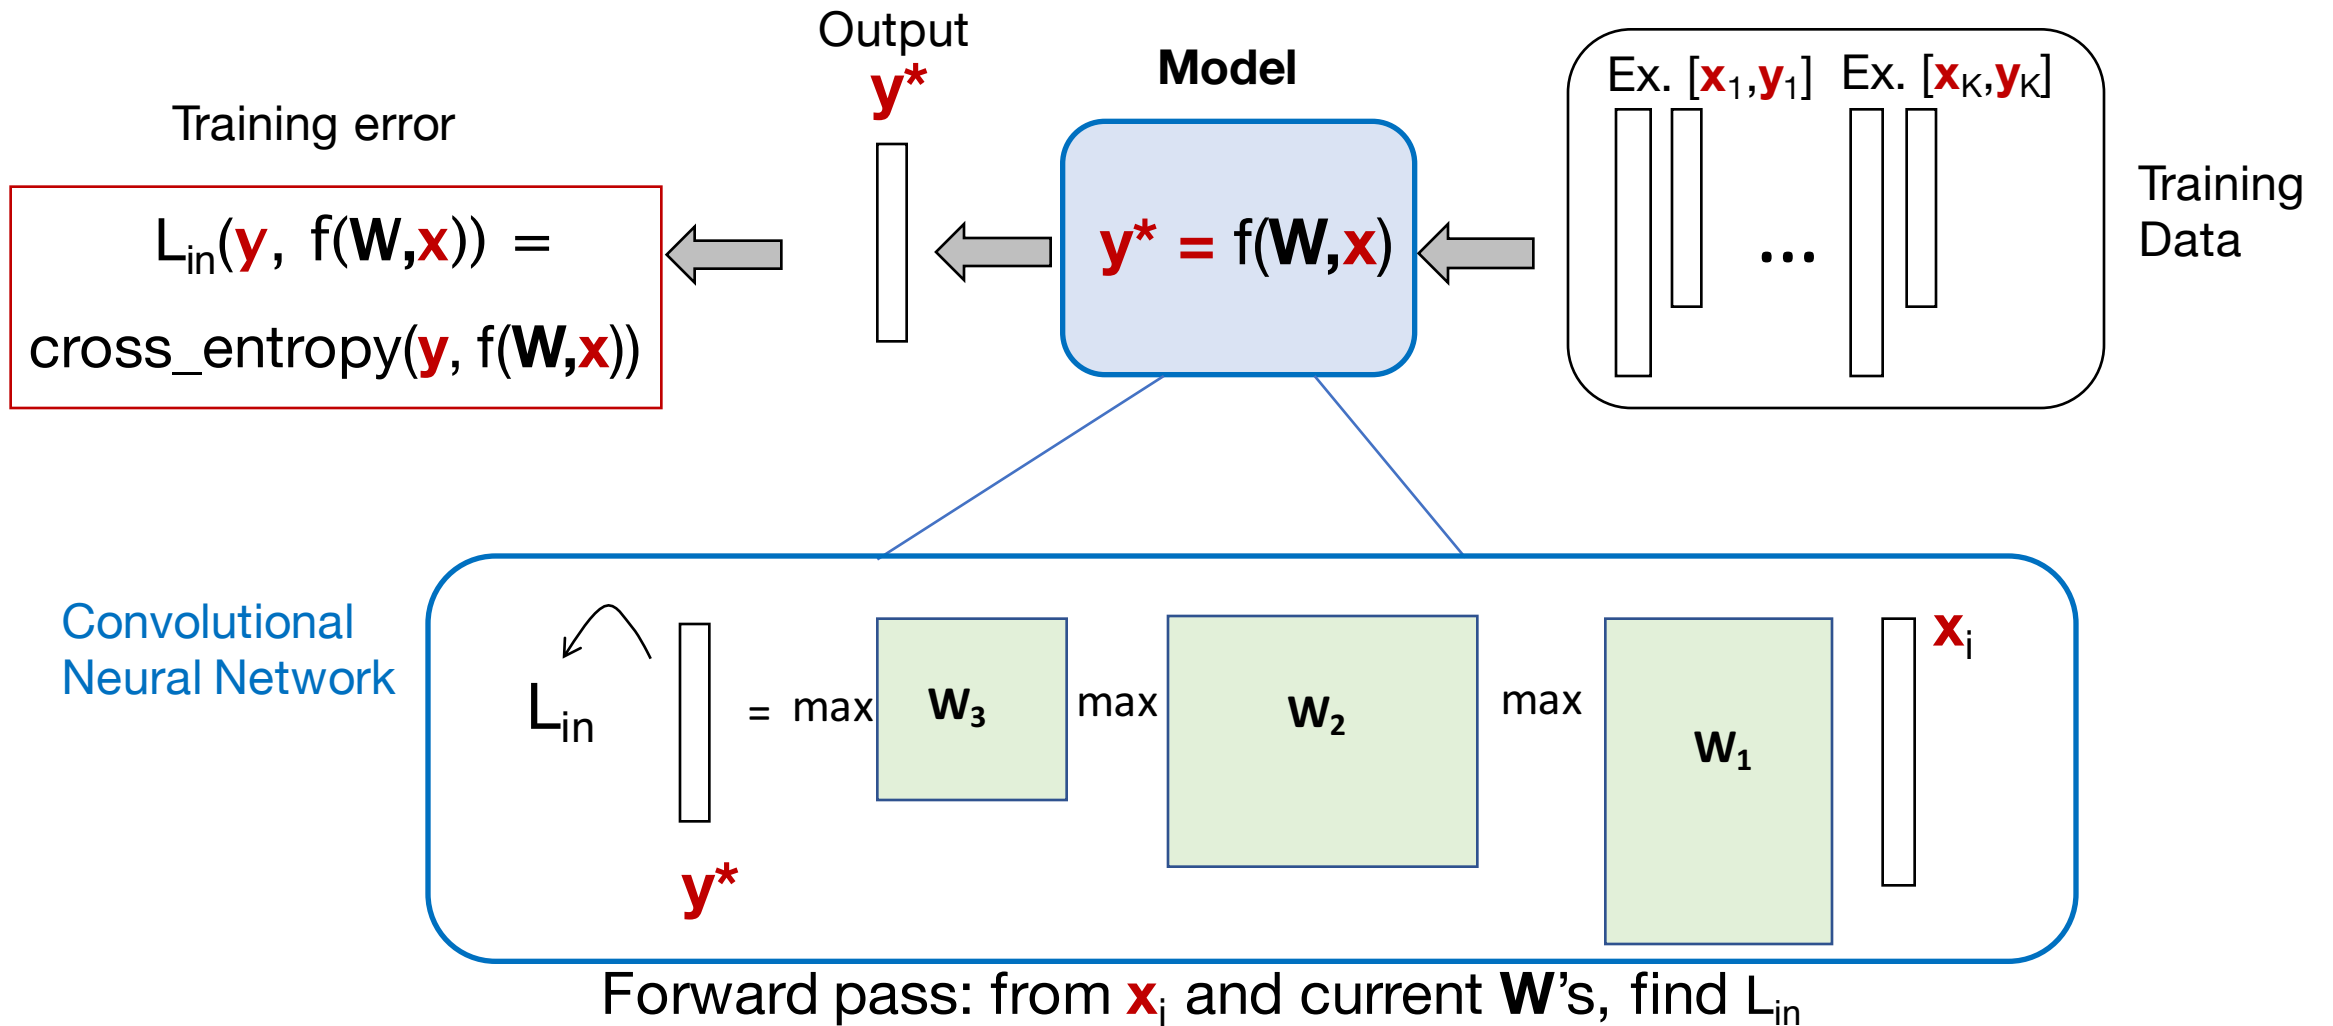 Output
y*
Model
Ex. [x1,y1] Ex. [xK,yK]
Training error
Training
Data
Lin(y, f(W,x)) =
cross_entropy(y, f(W,x))
y* = f(W,x)
...
Convolutional
Neural Network
Lin
= max
W3
max
W2
max
W1
xi
y*
Forward pass: from xi and current W’s, find Lin